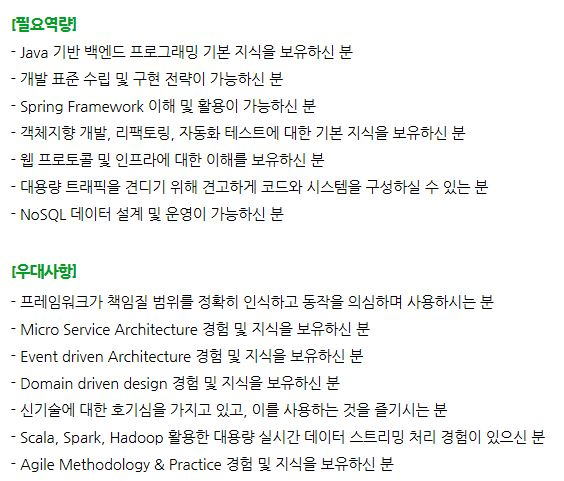 [필요역량]
- Java 기반 백엔드 프로그래밍 기본 지식을 보유하신 분
- 개발 표준 수립 및 구현 전략이 가능하신 분
- Spring Framework 이해 및 활용이 가능하신 분
- 객체지향 개발, 리팩토링, 자동화 테스트에 대한 기본 지식을 보유하신 분
- 웹 프로토콜 및 인프라에 대한 이해를 보유하신 분
- 대용량 트래픽을 견디기 위해 견고하게 코드와 시스템을 구성하실 수 있는 분
- NoSQL 데이터 설계 및 운영이 가능하신 분
[우대사항]
- 프레임워크가 책임질 범위를 정확히 인식하고 동작을 의심하며 사용하시는 분
- Micro Service Architecture 경험 및 지식을 보유하신 분
- Event driven Architecture 경험 및 지식을 보유하신 분
- Domain driven design 경험 및 지식을 보유하신 분
- 신기술에 대한 호기심을 가지고 있고, 이를 사용하는 것을 즐기시는 분
- Scala, Spark, Hadoop 활용한 대용량 실시간 데이터 스트리밍 처리 경험이 있으신 분
- Agile Methodology & Practice 경험 및 지식을 보유하신 분